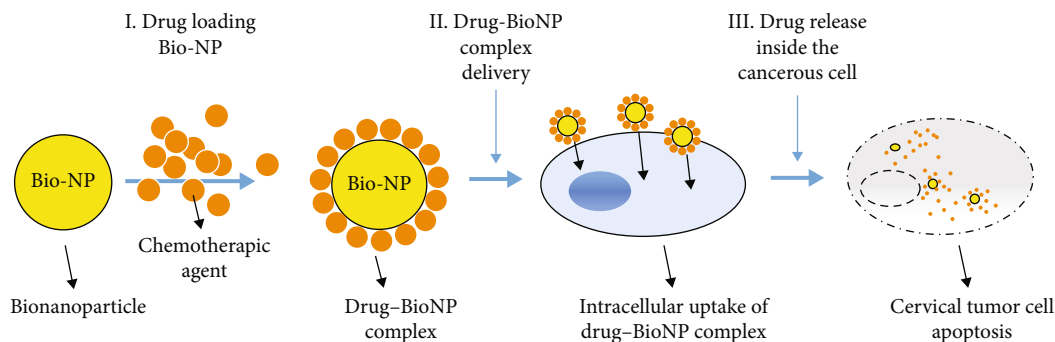 I. Drug loading
Bio-NP
II. Drug-BioNP
complex
delivery
III. Drug release
inside the
cancerous cell
Bio-NP
Bio-NP
Chemotherapic
agent
Bionanoparticle
Drug–BioNP
complex
Intracellular uptake of
drug–BioNP complex
Cervical tumor cell
apoptosis